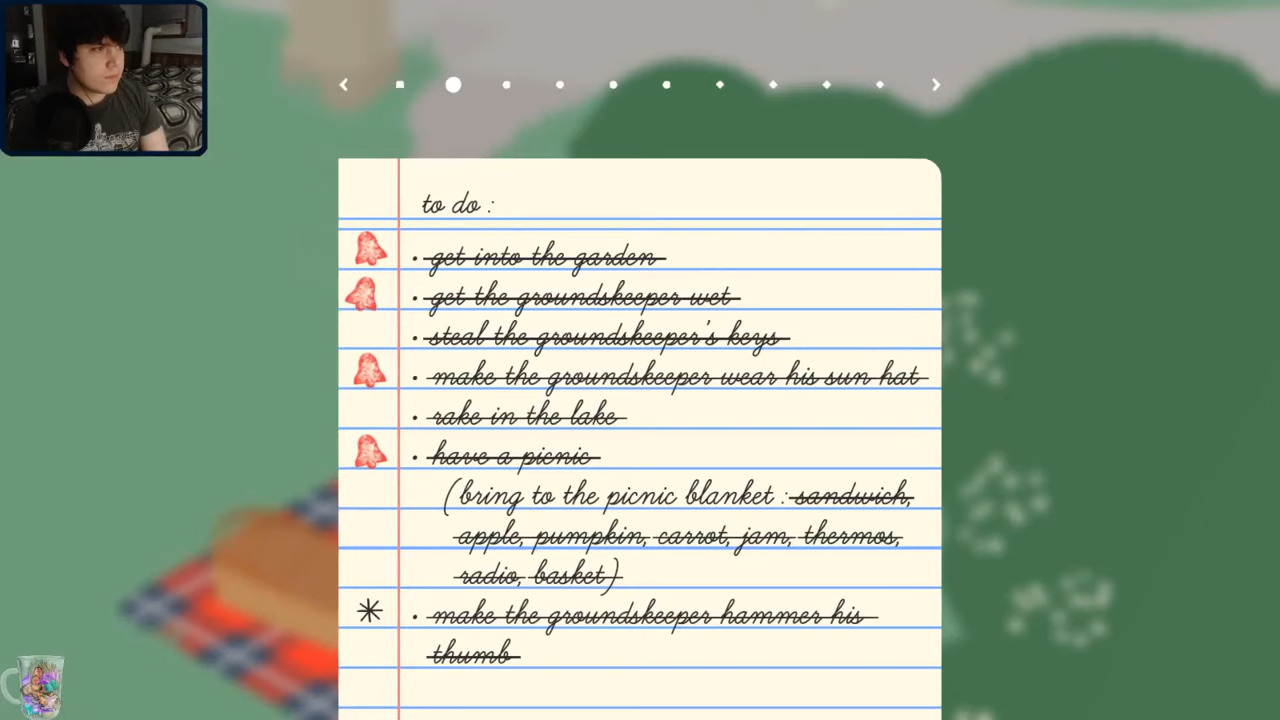 to do :
• get into the garden
• get the groundskeeper wet
• steal the groundskeeper's keys
• make the groundskeeper wear his sun hat
• rake in the lake
• have a picnic
(bring to the picnic blanket : sandwich,
apple, pumpkin, carrot, jam, thermos,
radio, basket)
* • make the groundskeeper hammer his
thumb